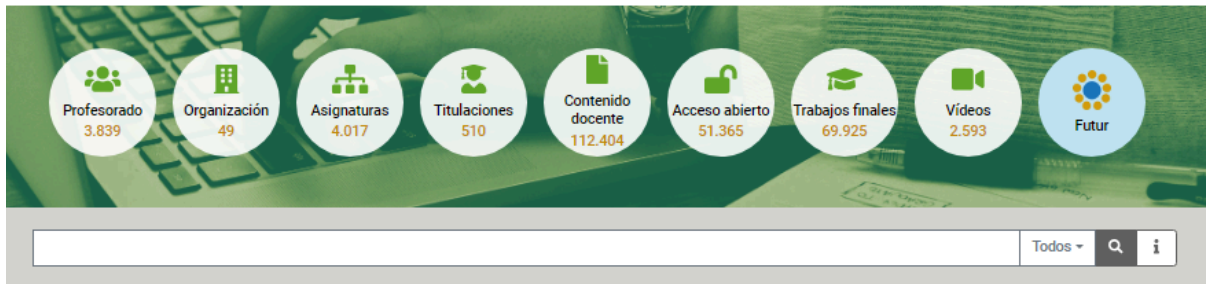 Profesorado
3.839
Organización
49
Asignaturas
4.017
Titulaciones
510
Contenido
docente
112.404
Acceso abierto
51.365
Trabajos finales
69.925
Vídeos
2.593
Futur
Todos